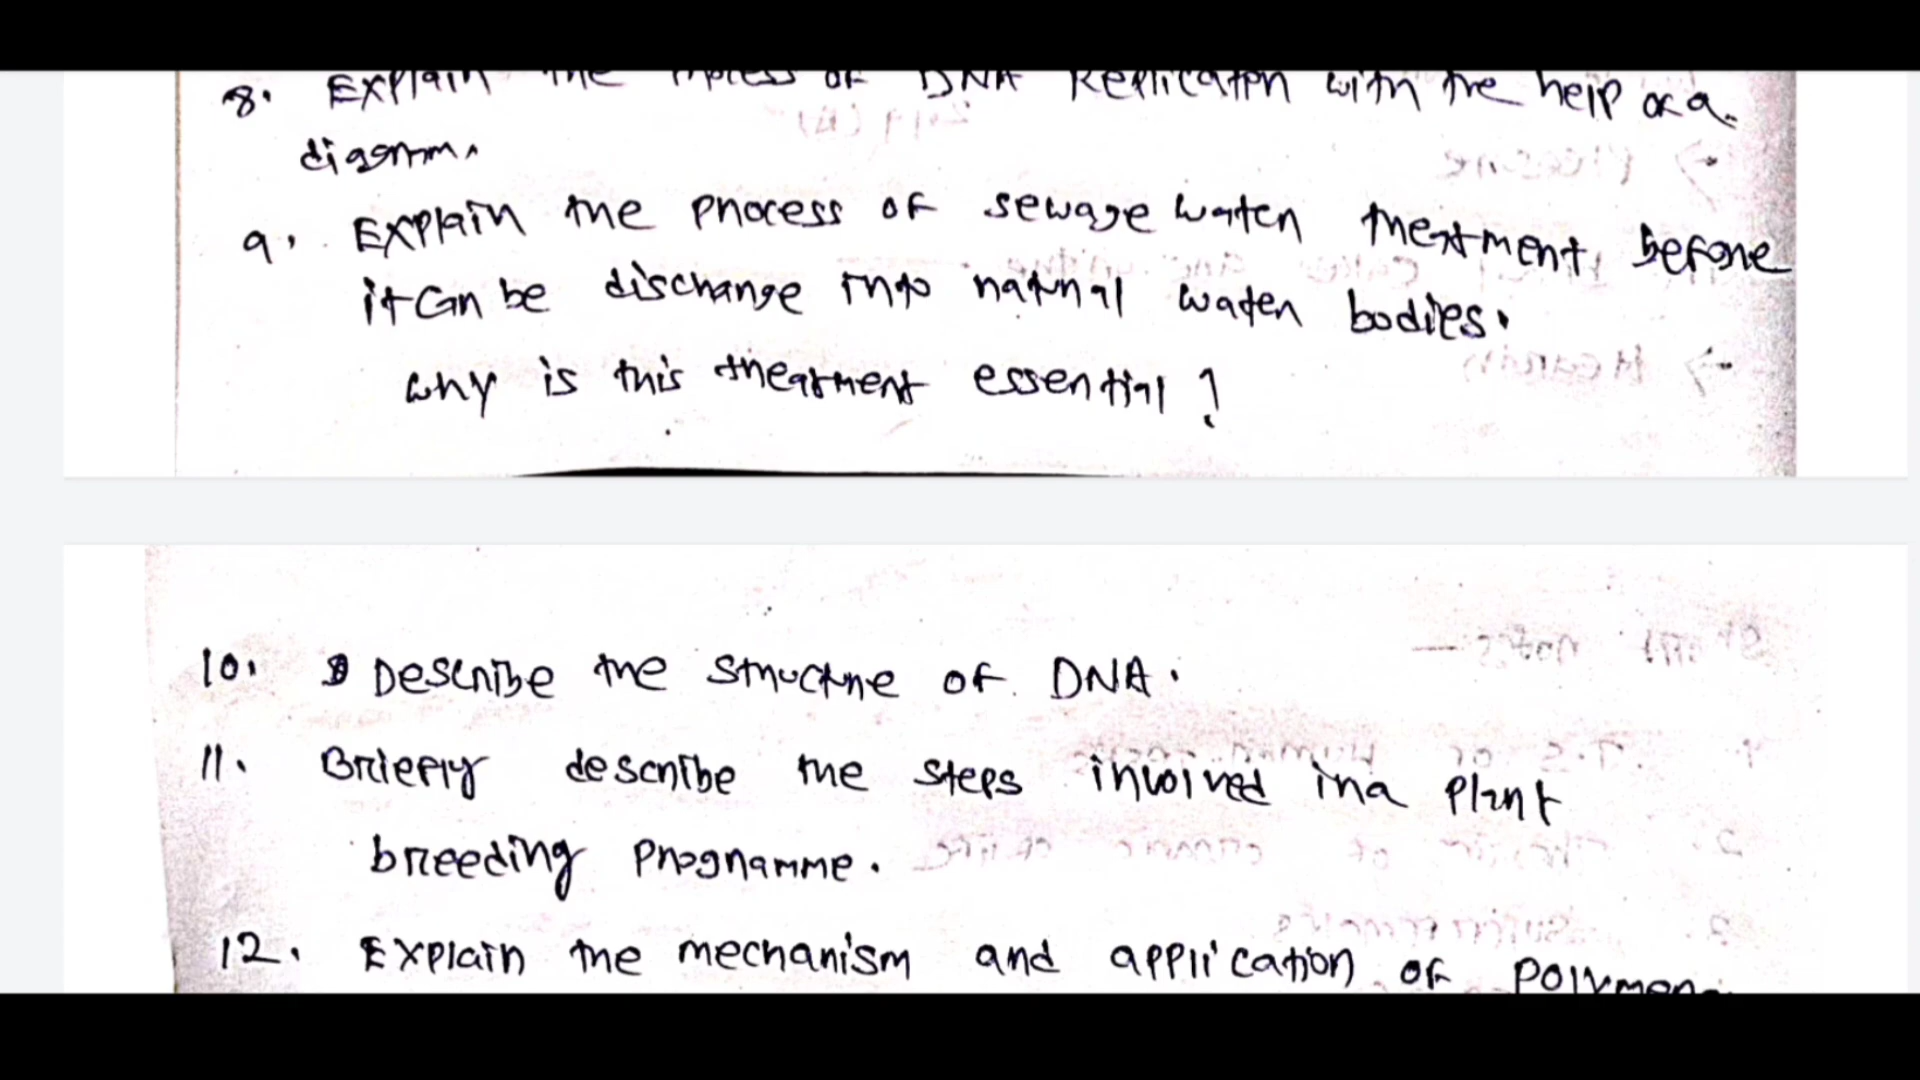 8. Explain the process of DNA Replication with the help of a
diagram.
9. Explain the process of sewage water treatment, before
it can be discharge into natural water bodies.
why is this treatment essential?
10. Describe the structure of DNA.
11. Briefly describe the steps involved in a plant
breeding programme.
12. Explain the mechanism and application of